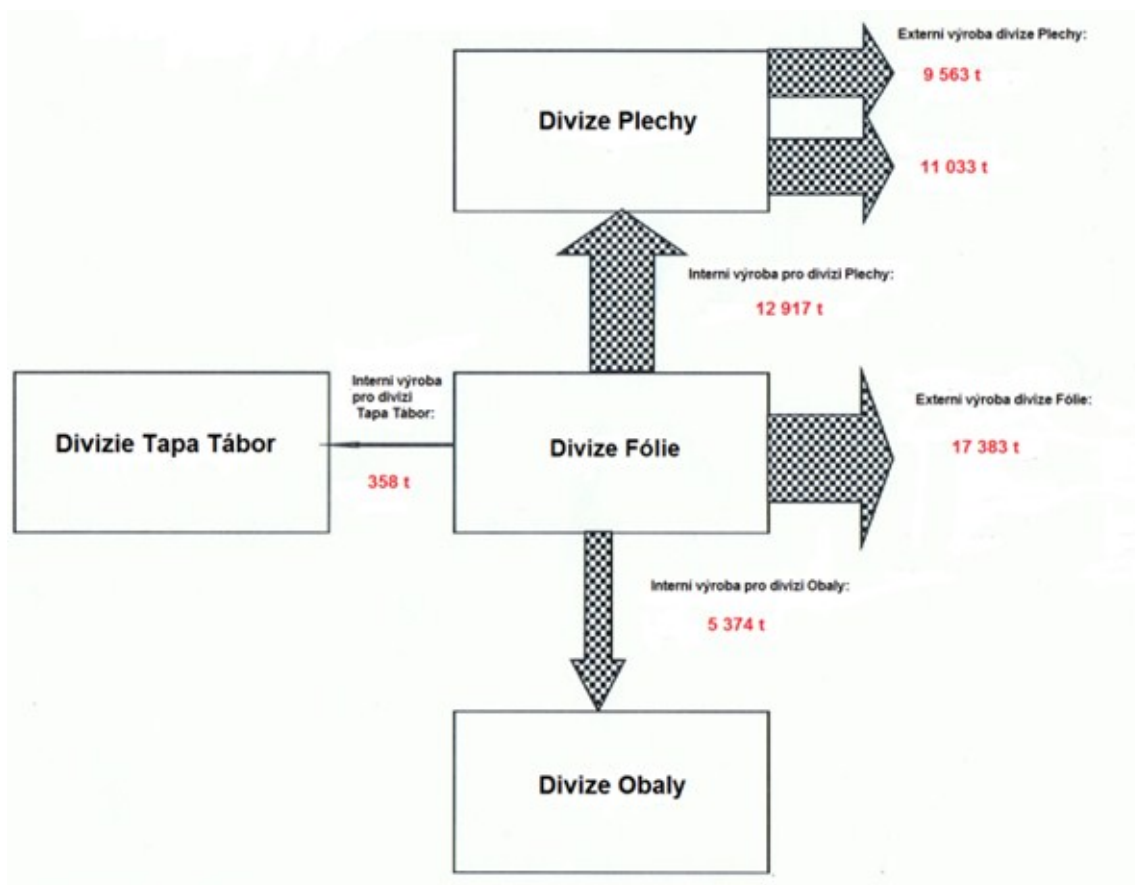 Externí výroba divize Plechy:
9 563 t
Divize Plechy
11 033 t
Interní výroba pro divizi Plechy:
12 917 t
Interní výroba
pro divizi
Tapa Tábor:
Externí výroba divize Fólie:
Divizie Tapa Tábor
Divize Fólie
17 383 t
358 t
Interní výroba pro divizi Obaly:
5 374 t
Divize Obaly